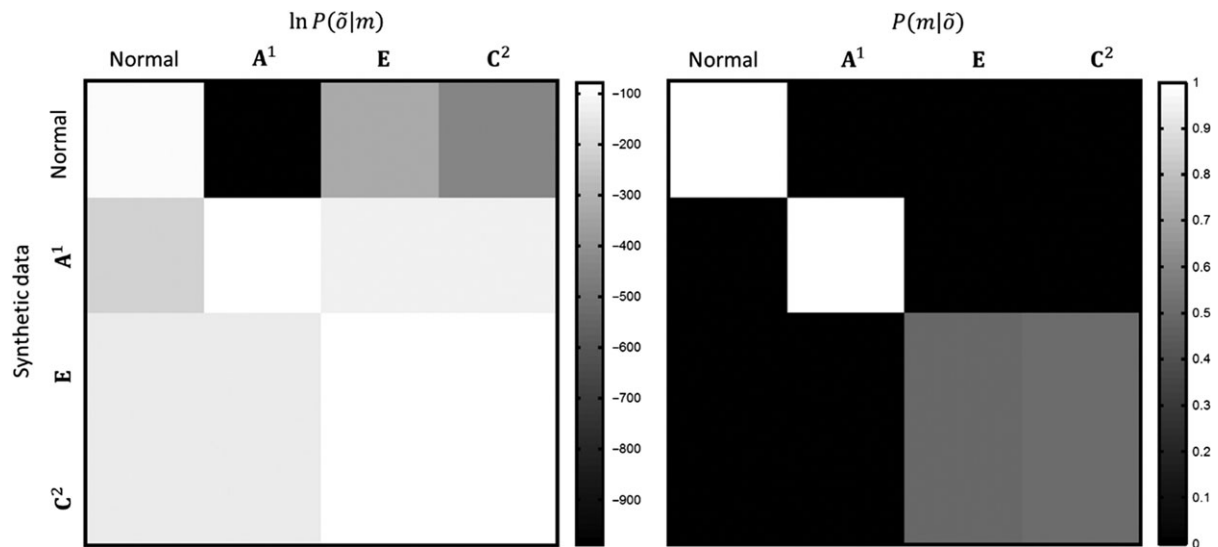 ln P(õ|m)
Normal A¹ E C²
Synthetic data
Normal
A¹
E
C²
−100
−200
−300
−400
−500
−600
−700
−800
−900
P(m|õ)
Normal A¹ E C²
1
0.9
0.8
0.7
0.6
0.5
0.4
0.3
0.2
0.1
0